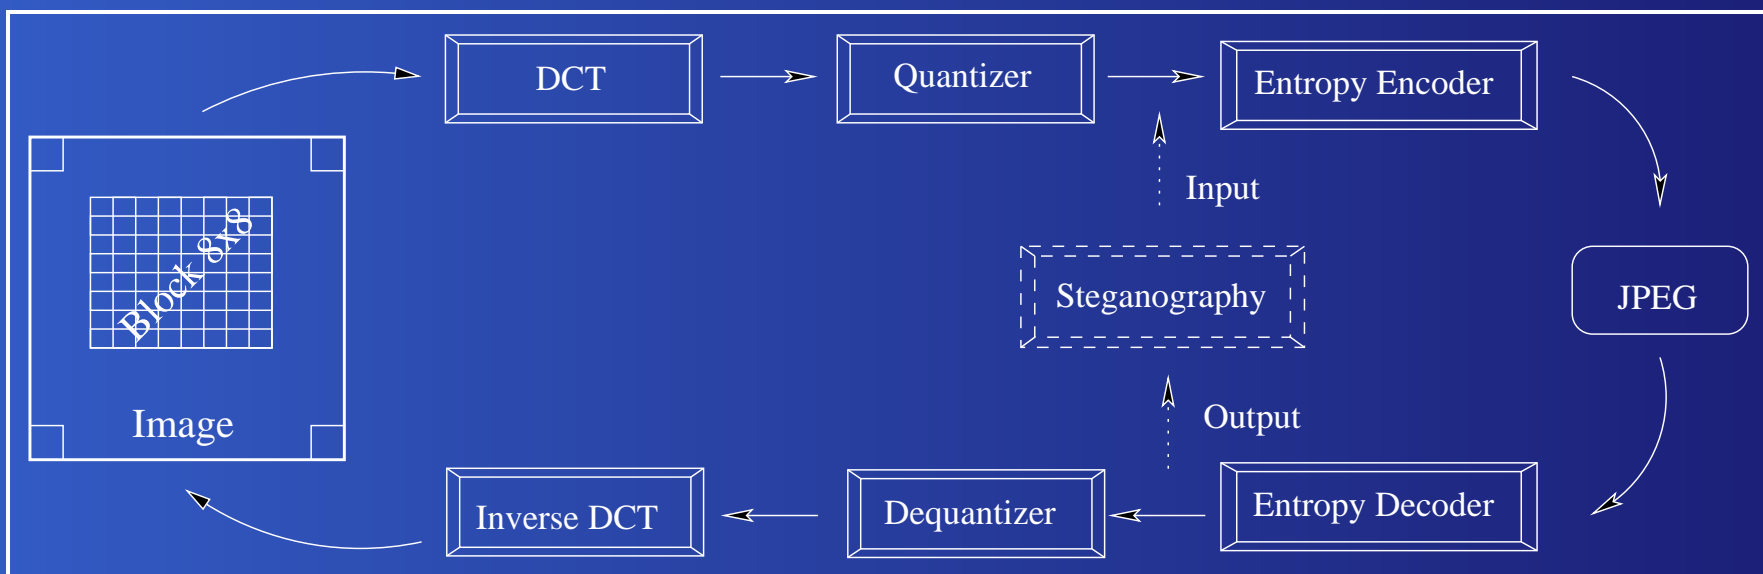 DCT
Quantizer
Entropy Encoder
Input
Block 8x8
Steganography
JPEG
Image
Output
Inverse DCT
Dequantizer
Entropy Decoder